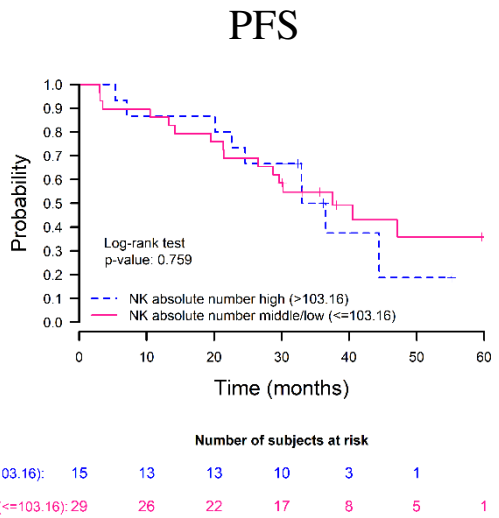 PFS
1.0
0.9
0.8
0.7
0.6
0.5
0.4
0.3
0.2
0.1
0.0
Probability
Log-rank test
p-value: 0.759
NK absolute number high (>103.16)
NK absolute number middle/low (<=103.16)
0 10 20 30 40 50 60
Time (months)
Number of subjects at risk
03.16): 15 13 13 10 3 1
(<=103.16): 29 26 22 17 8 5 1